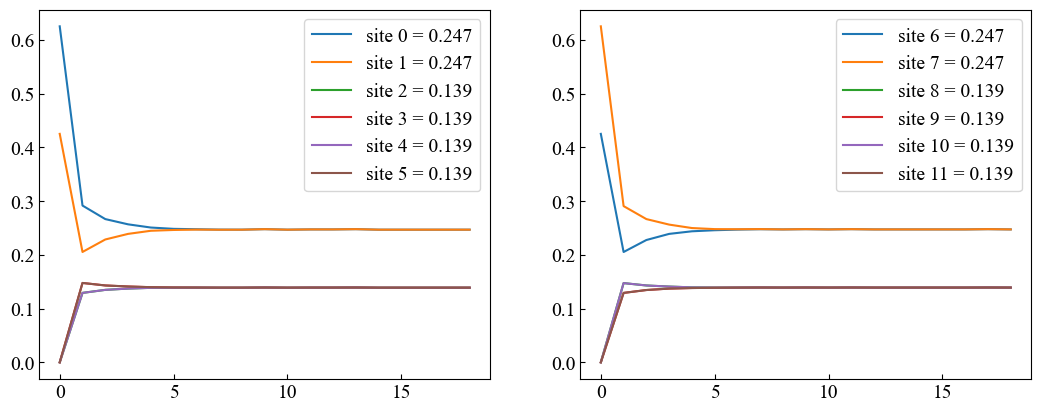 0.6
0.5
0.4
0.3
0.2
0.1
0.0
0 5 10 15
site 0 = 0.247
site 1 = 0.247
site 2 = 0.139
site 3 = 0.139
site 4 = 0.139
site 5 = 0.139
0.6
0.5
0.4
0.3
0.2
0.1
0.0
0 5 10 15
site 6 = 0.247
site 7 = 0.247
site 8 = 0.139
site 9 = 0.139
site 10 = 0.139
site 11 = 0.139